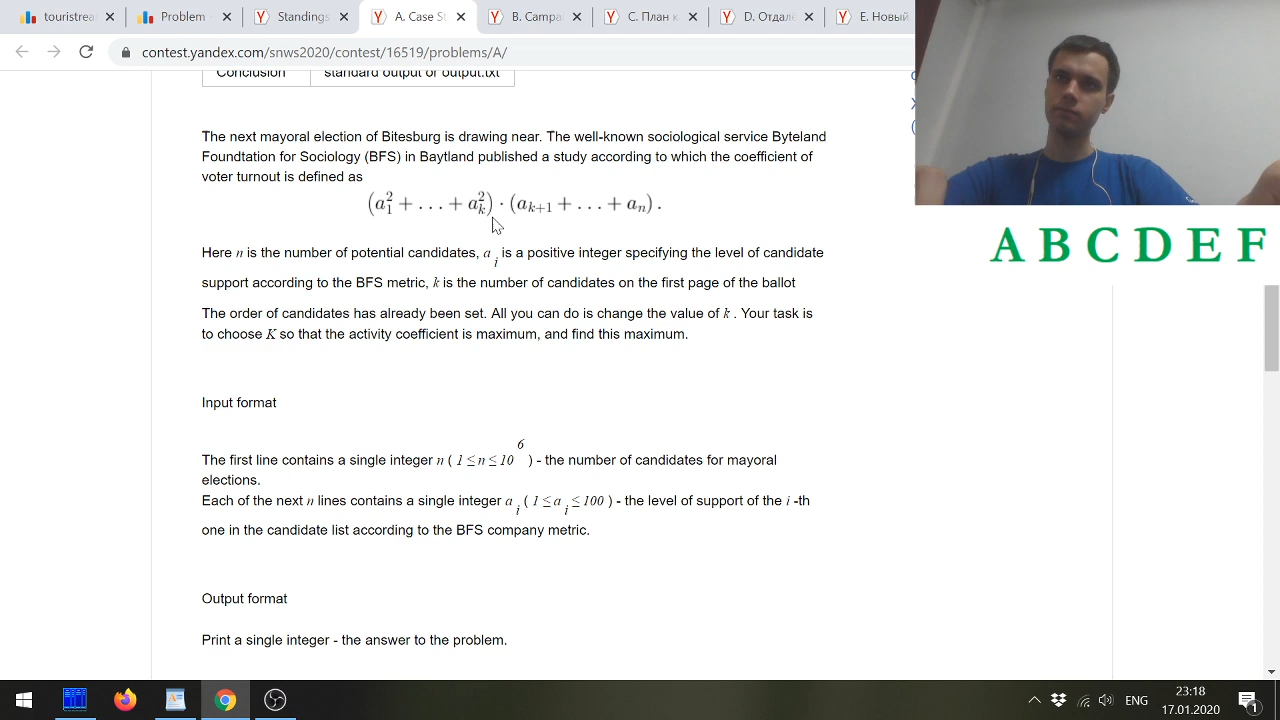 touristrea
Problem
Standings
A. Case St
B. Campa
C. План к
D. Отдал
E. Новый
contest.yandex.com/snws2020/contest/16519/problems/A/
Conclusion standard output or output.txt
The next mayoral election of Bitesburg is drawing near. The well-known sociological service Byteland
Foundtation for Sociology (BFS) in Baytland published a study according to which the coefficient of
voter turnout is defined as
(a₁² + . . . + aₖ²) · (aₖ₊₁ + . . . + aₙ) .
A B C D E F
Here n is the number of potential candidates, a i is a positive integer specifying the level of candidate
support according to the BFS metric, k is the number of candidates on the first page of the ballot
The order of candidates has already been set. All you can do is change the value of k . Your task is
to choose K so that the activity coefficient is maximum, and find this maximum.
Input format
The first line contains a single integer n ( 1 ≤ n ≤ 10⁶ ) - the number of candidates for mayoral
elections.
Each of the next n lines contains a single integer a i ( 1 ≤ a i ≤ 100 ) - the level of support of the i -th
one in the candidate list according to the BFS company metric.
Output format
Print a single integer - the answer to the problem.
ENG
23:18
17.01.2020
1